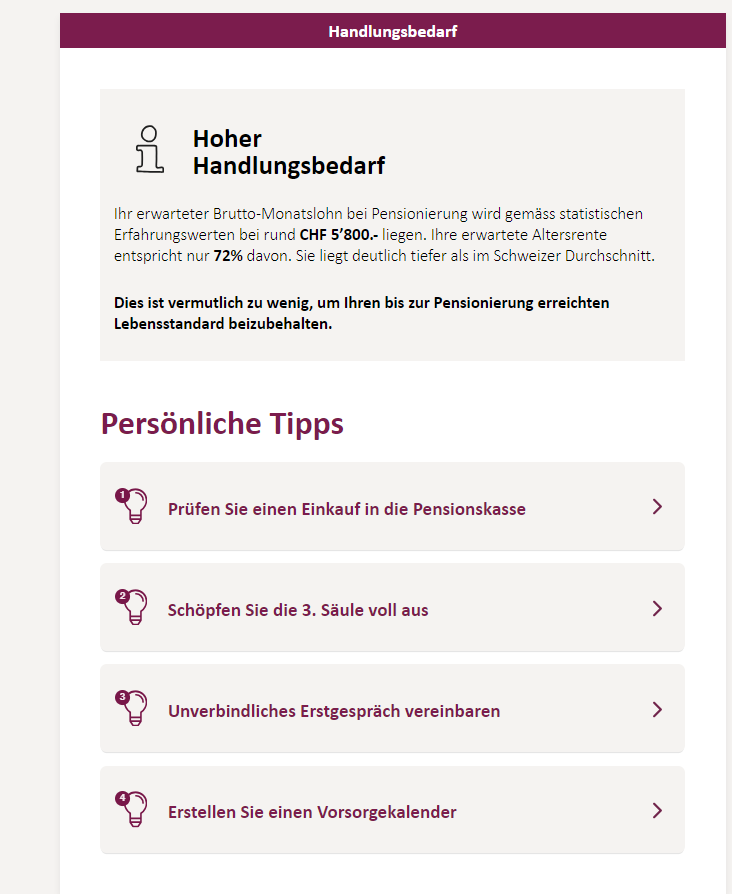 Handlungsbedarf
Hoher
Handlungsbedarf
Ihr erwarteter Brutto-Monatslohn bei Pensionierung wird gemäss statistischen
Erfahrungswerten bei rund CHF 5’800.- liegen. Ihre erwartete Altersrente
entspricht nur 72% davon. Sie liegt deutlich tiefer als im Schweizer Durchschnitt.
Dies ist vermutlich zu wenig, um Ihren bis zur Pensionierung erreichten
Lebensstandard beizubehalten.
Persönliche Tipps
1
Prüfen Sie einen Einkauf in die Pensionskasse
2
Schöpfen Sie die 3. Säule voll aus
3
Unverbindliches Erstgespräch vereinbaren
4
Erstellen Sie einen Vorsorgekalender